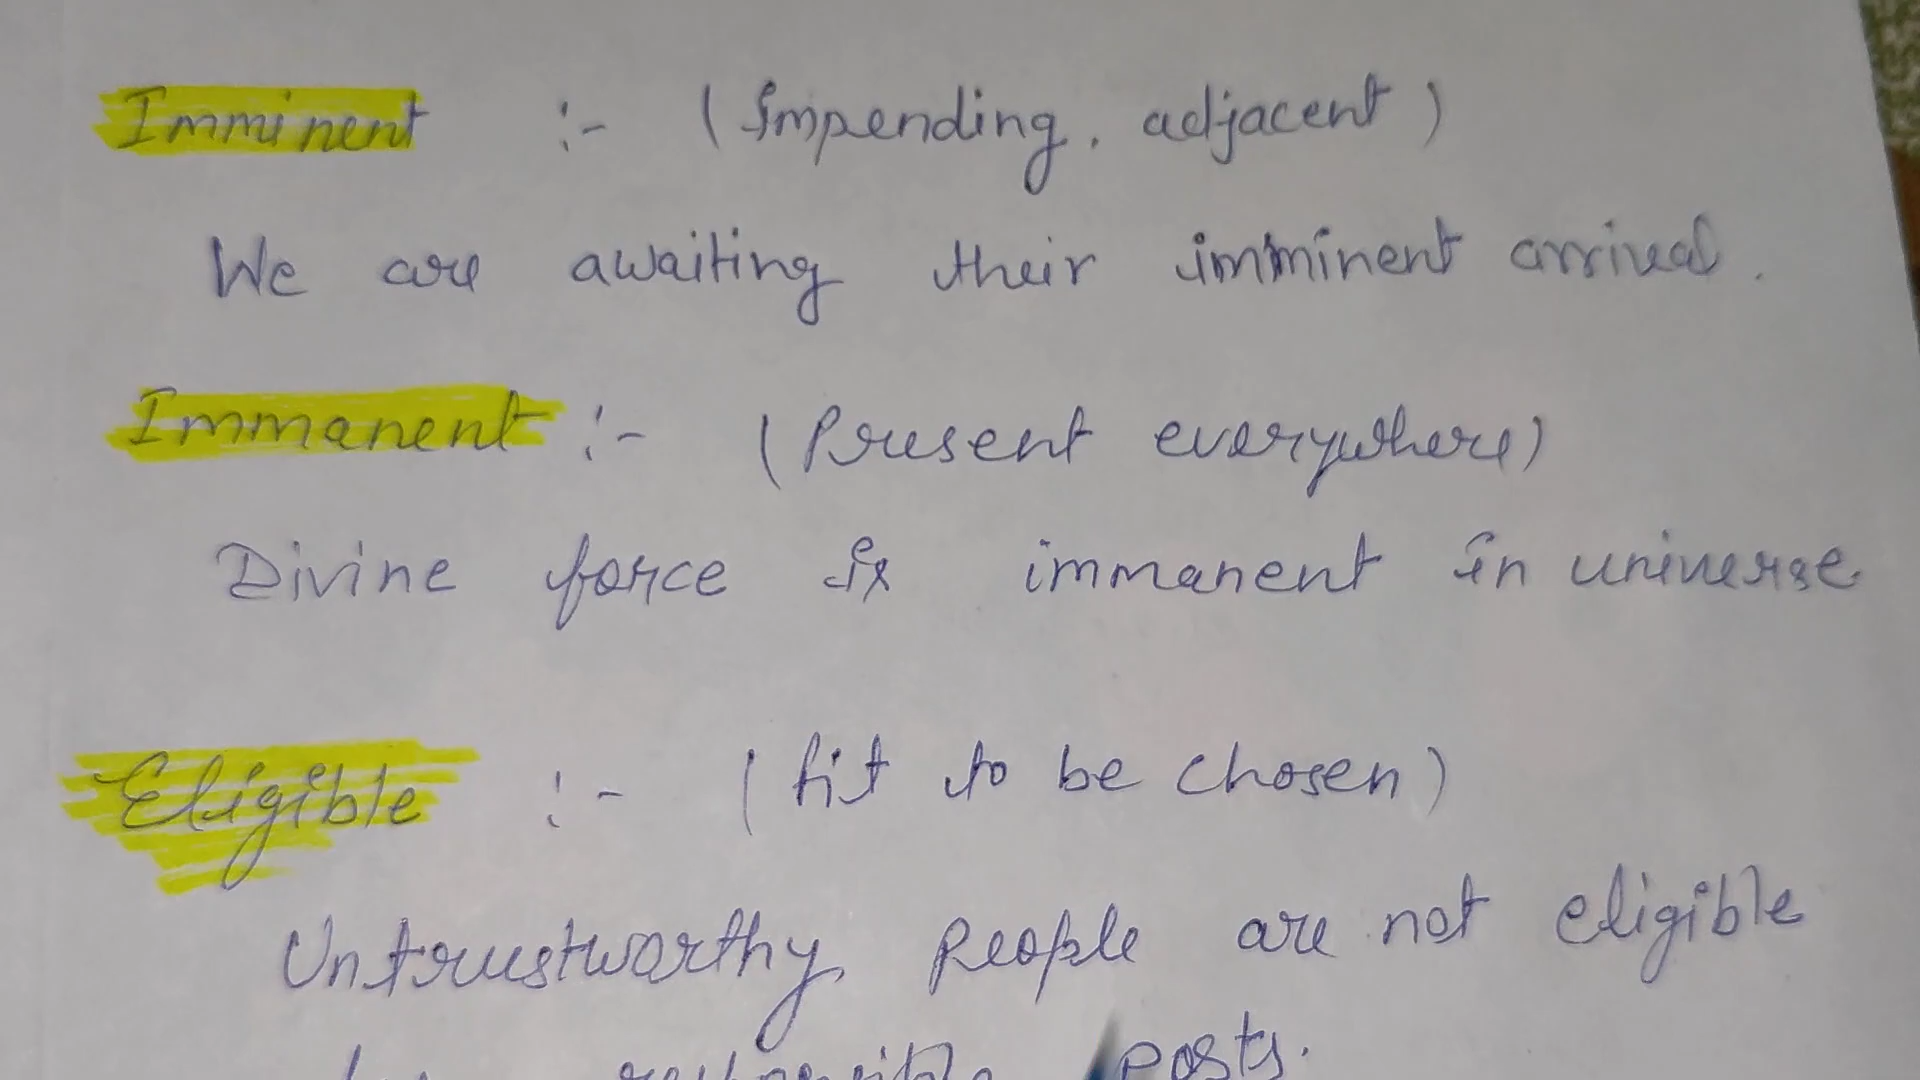 Imminent :- (Impending, adjacent)
We are awaiting their imminent arrival.
Immanent :- (Present everywhere)
Divine force is immanent in universe
Eligible :- (fit to be chosen)
Untrustworthy people are not eligible
responsible posts.